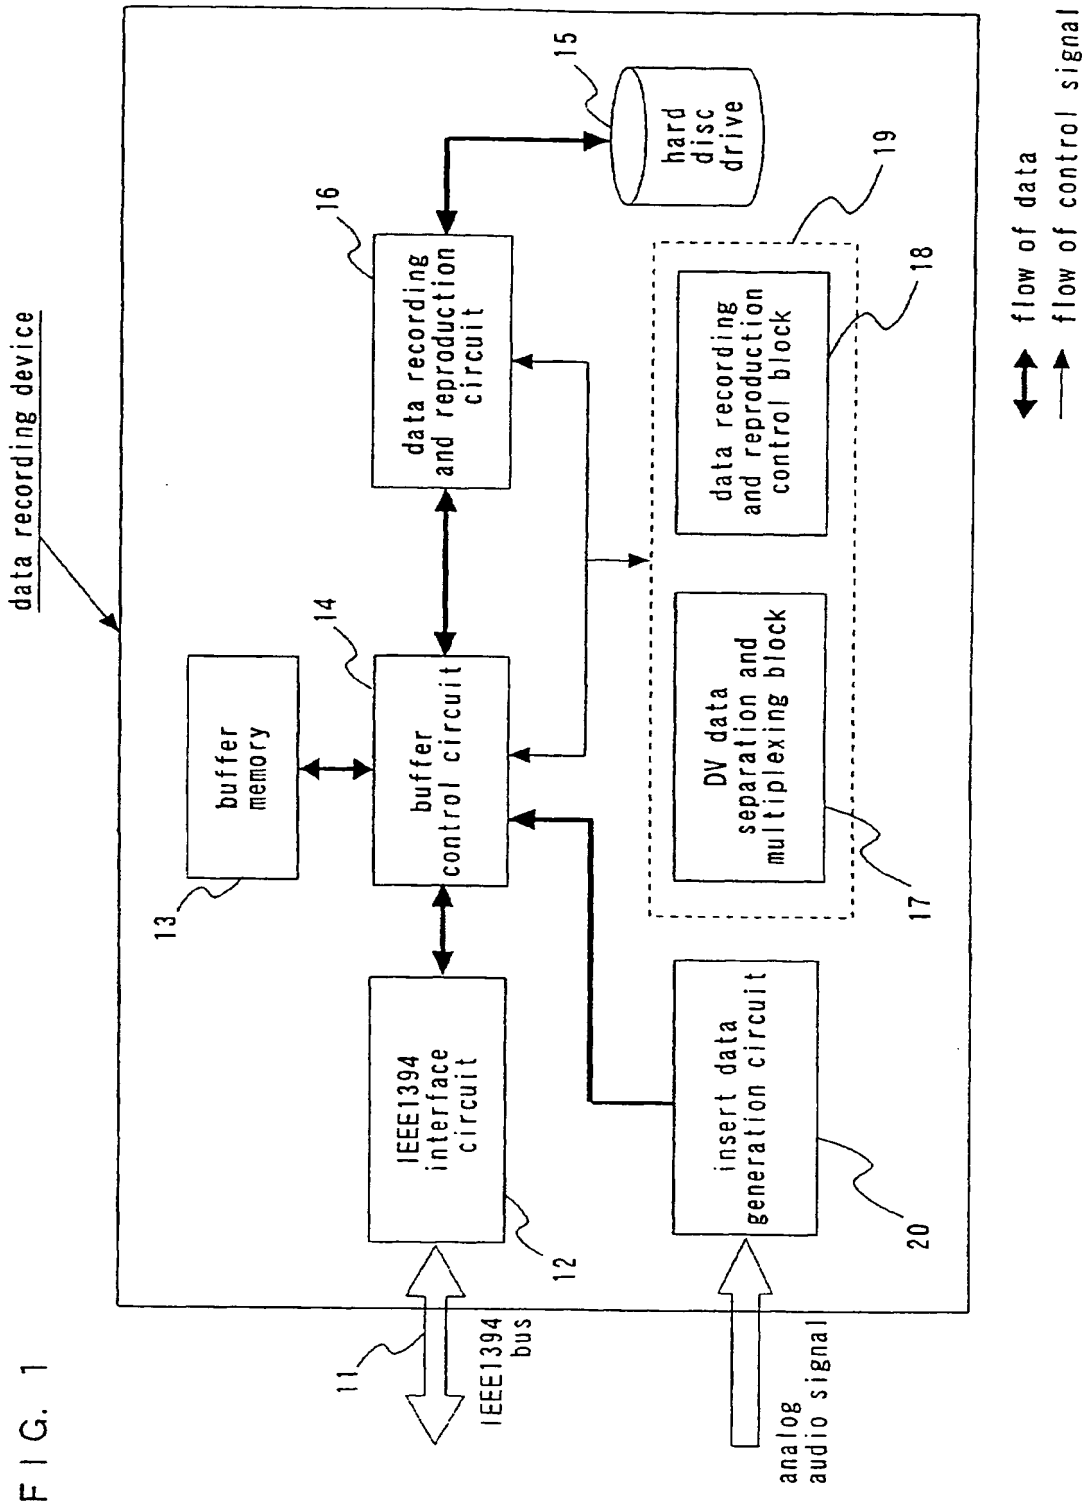 FIG. 1
data recording device
11
IEEE1394
bus
12
IEEE1394
interface
circuit
13
buffer
memory
14
buffer
control circuit
16
data recording
and reproduction
circuit
15
hard
disc
drive
analog
audio signal
20
insert data
generation circuit
17
DV data
separation and
multiplexing block
18
data recording
and reproduction
control block
19
flow of data
flow of control signal